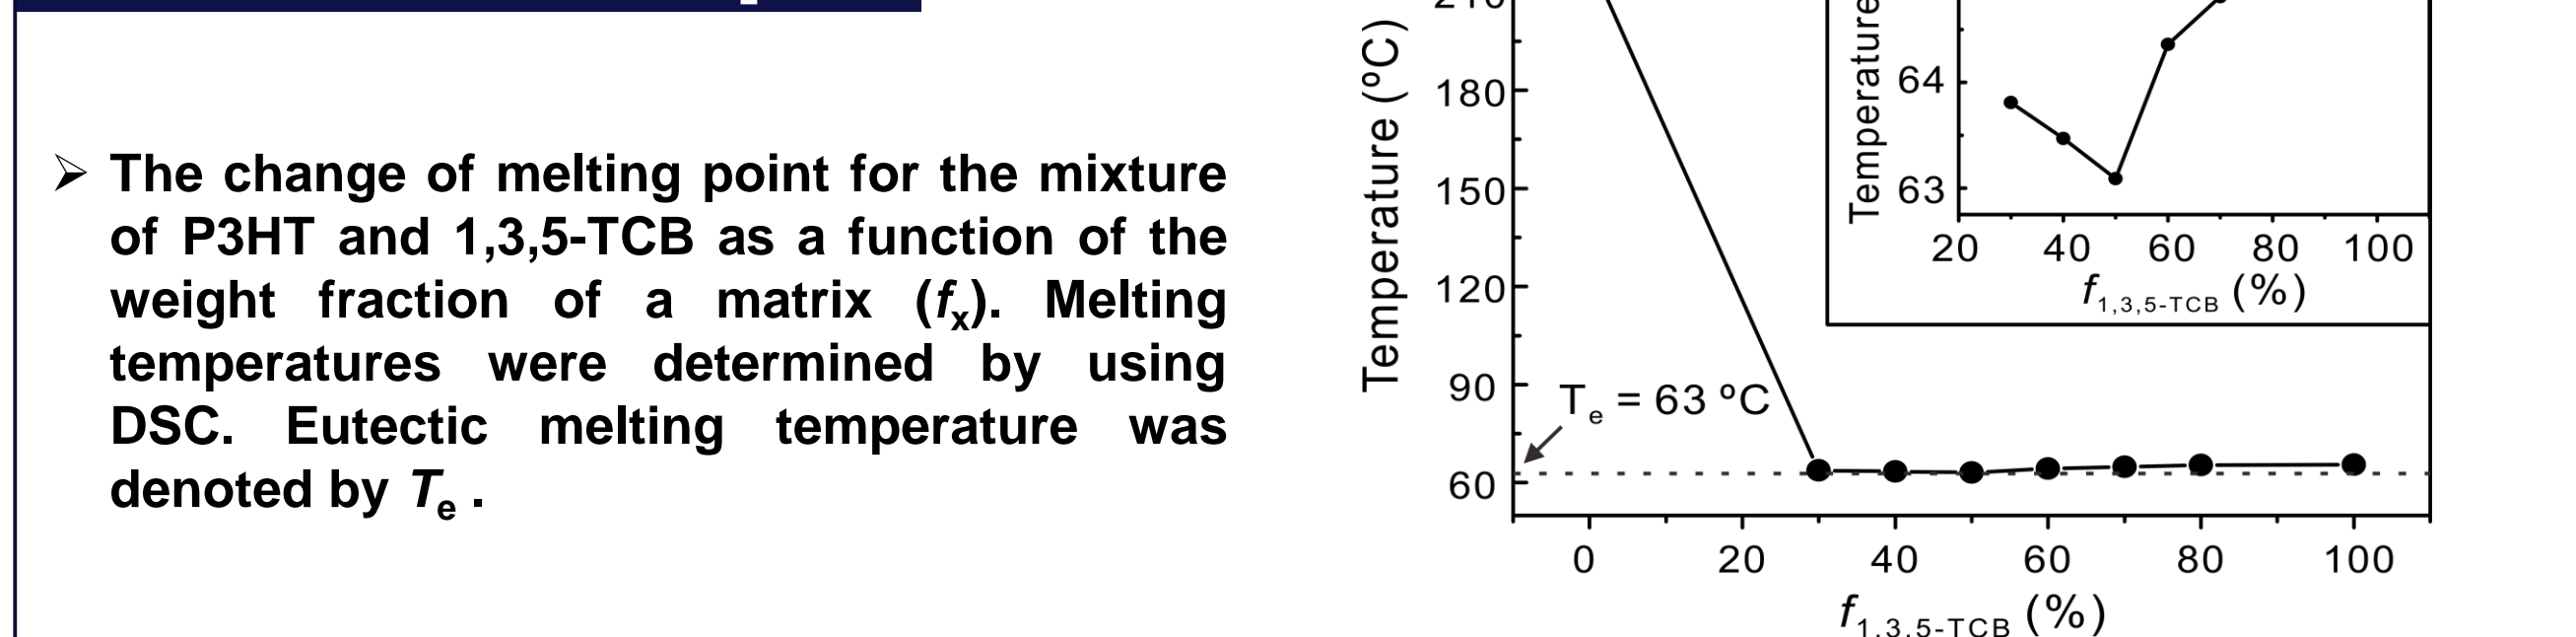 ➢ The change of melting point for the mixture
of P3HT and 1,3,5-TCB as a function of the
weight fraction of a matrix (fx). Melting
temperatures were determined by using
DSC. Eutectic melting temperature was
denoted by Te .
Temperature (ºC)
180
150
120
90
60
Te = 63 ºC
0 20 40 60 80 100
f1,3,5-TCB (%)
Temperature
64
63
20 40 60 80 100
f1,3,5-TCB (%)